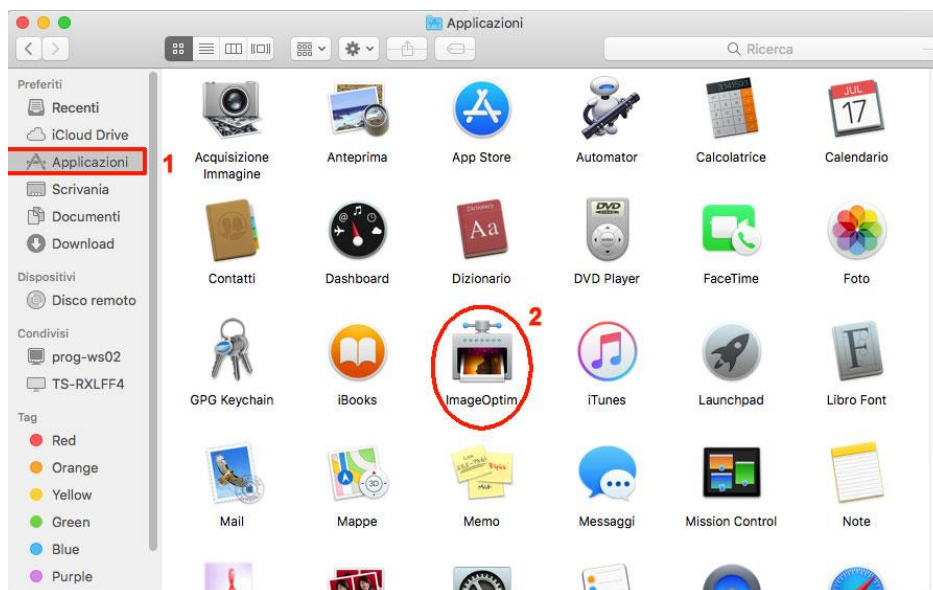 Applicazioni
Ricerca
Preferiti
Recenti
iCloud Drive
Applicazioni
1
Scrivania
Documenti
Download
Dispositivi
Disco remoto
Condivisi
prog-ws02
TS-RXLFF4
Tag
Red
Orange
Yellow
Green
Blue
Purple
Acquisizione
Immagine
Anteprima
App Store
Automator
Calcolatrice
JUL
17
Calendario
Contatti
Dashboard
Dictionary
Aa
Dizionario
DVD
DVD Player
FaceTime
Foto
GPG Keychain
iBooks
2
ImageOptim
iTunes
Launchpad
F
Libro Font
Mail
3D
Mappe
Memo
Messaggi
Mission Control
Note